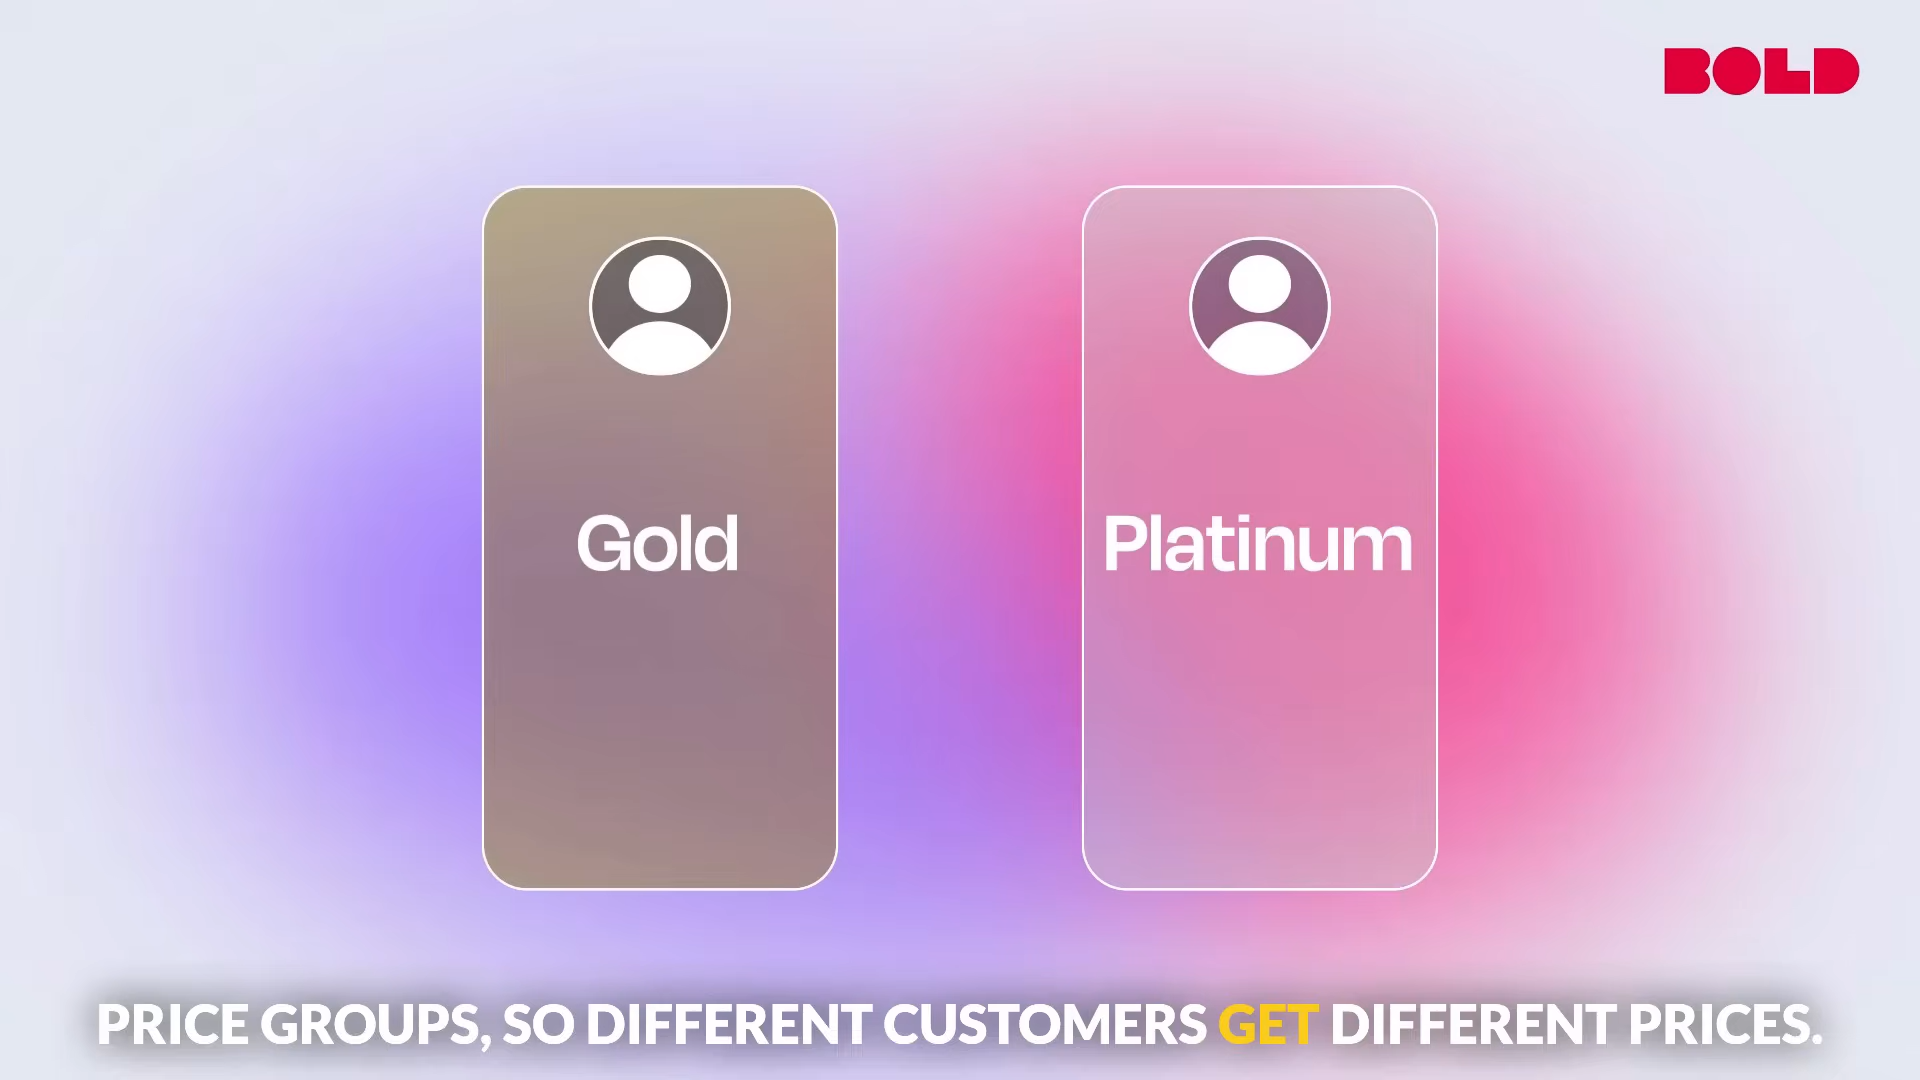 BOLD
Gold
Platinum
PRICE GROUPS, SO DIFFERENT CUSTOMERS GET DIFFERENT PRICES.